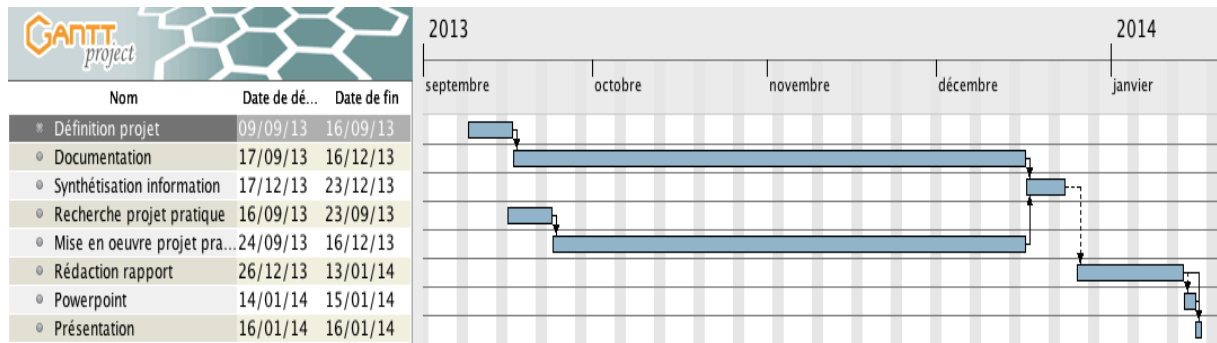 GANTT
project
2013 2014
septembre octobre novembre décembre janvier
Nom Date de dé... Date de fin
Définition projet 09/09/13 16/09/13
Documentation 17/09/13 16/12/13
Synthétisation information 17/12/13 23/12/13
Recherche projet pratique 16/09/13 23/09/13
Mise en oeuvre projet pra... 24/09/13 16/12/13
Rédaction rapport 26/12/13 13/01/14
Powerpoint 14/01/14 15/01/14
Présentation 16/01/14 16/01/14